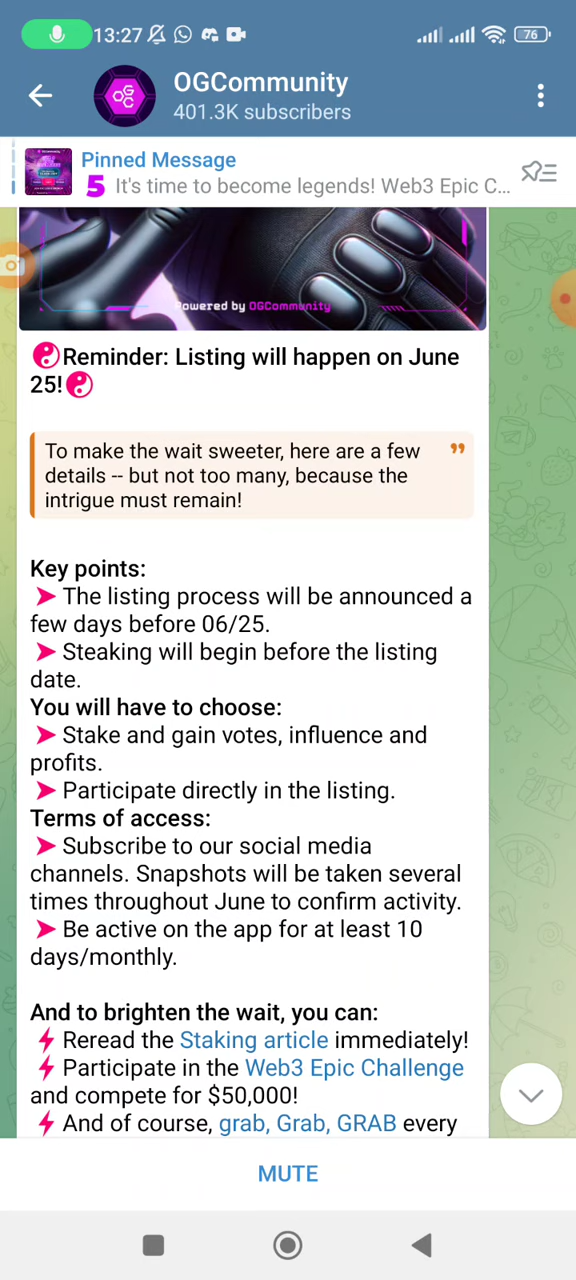 13:27
76
OGCommunity
401.3K subscribers
Pinned Message
5 It's time to become legends! Web3 Epic C...
Powered by OGCommunity
Reminder: Listing will happen on June
25!
To make the wait sweeter, here are a few
details -- but not too many, because the
intrigue must remain!
Key points:
➤ The listing process will be announced a
few days before 06/25.
➤ Steaking will begin before the listing
date.
You will have to choose:
➤ Stake and gain votes, influence and
profits.
➤ Participate directly in the listing.
Terms of access:
➤ Subscribe to our social media
channels. Snapshots will be taken several
times throughout June to confirm activity.
➤ Be active on the app for at least 10
days/monthly.
And to brighten the wait, you can:
⚡ Reread the Staking article immediately!
⚡ Participate in the Web3 Epic Challenge
and compete for $50,000!
⚡ And of course, grab, Grab, GRAB every
MUTE